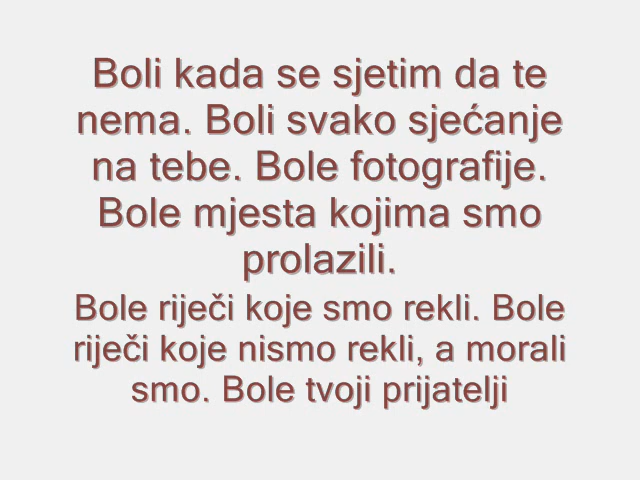 Boli kada se sjetim da te
nema. Boli svako sjećanje
na tebe. Bole fotografije.
Bole mjesta kojima smo
prolazili.
Bole riječi koje smo rekli. Bole
riječi koje nismo rekli, a morali
smo. Bole tvoji prijatelji